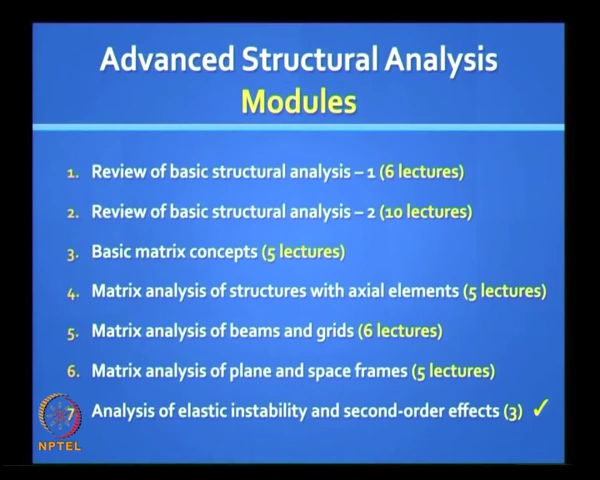 Advanced Structural Analysis
Modules
1. Review of basic structural analysis – 1 (6 lectures)
2. Review of basic structural analysis – 2 (10 lectures)
3. Basic matrix concepts (5 lectures)
4. Matrix analysis of structures with axial elements (5 lectures)
5. Matrix analysis of beams and grids (6 lectures)
6. Matrix analysis of plane and space frames (5 lectures)
7. Analysis of elastic instability and second-order effects (3) ✓
NPTEL